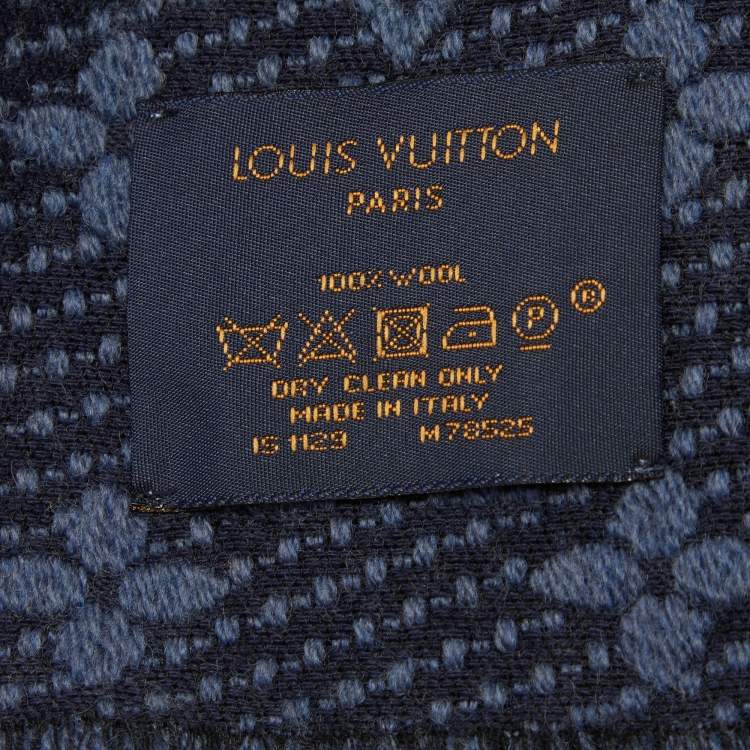 LOUIS VUITTON
PARIS
100% WOOL
P ®
DRY CLEAN ONLY
MADE IN ITALY
IS 1129 M78525